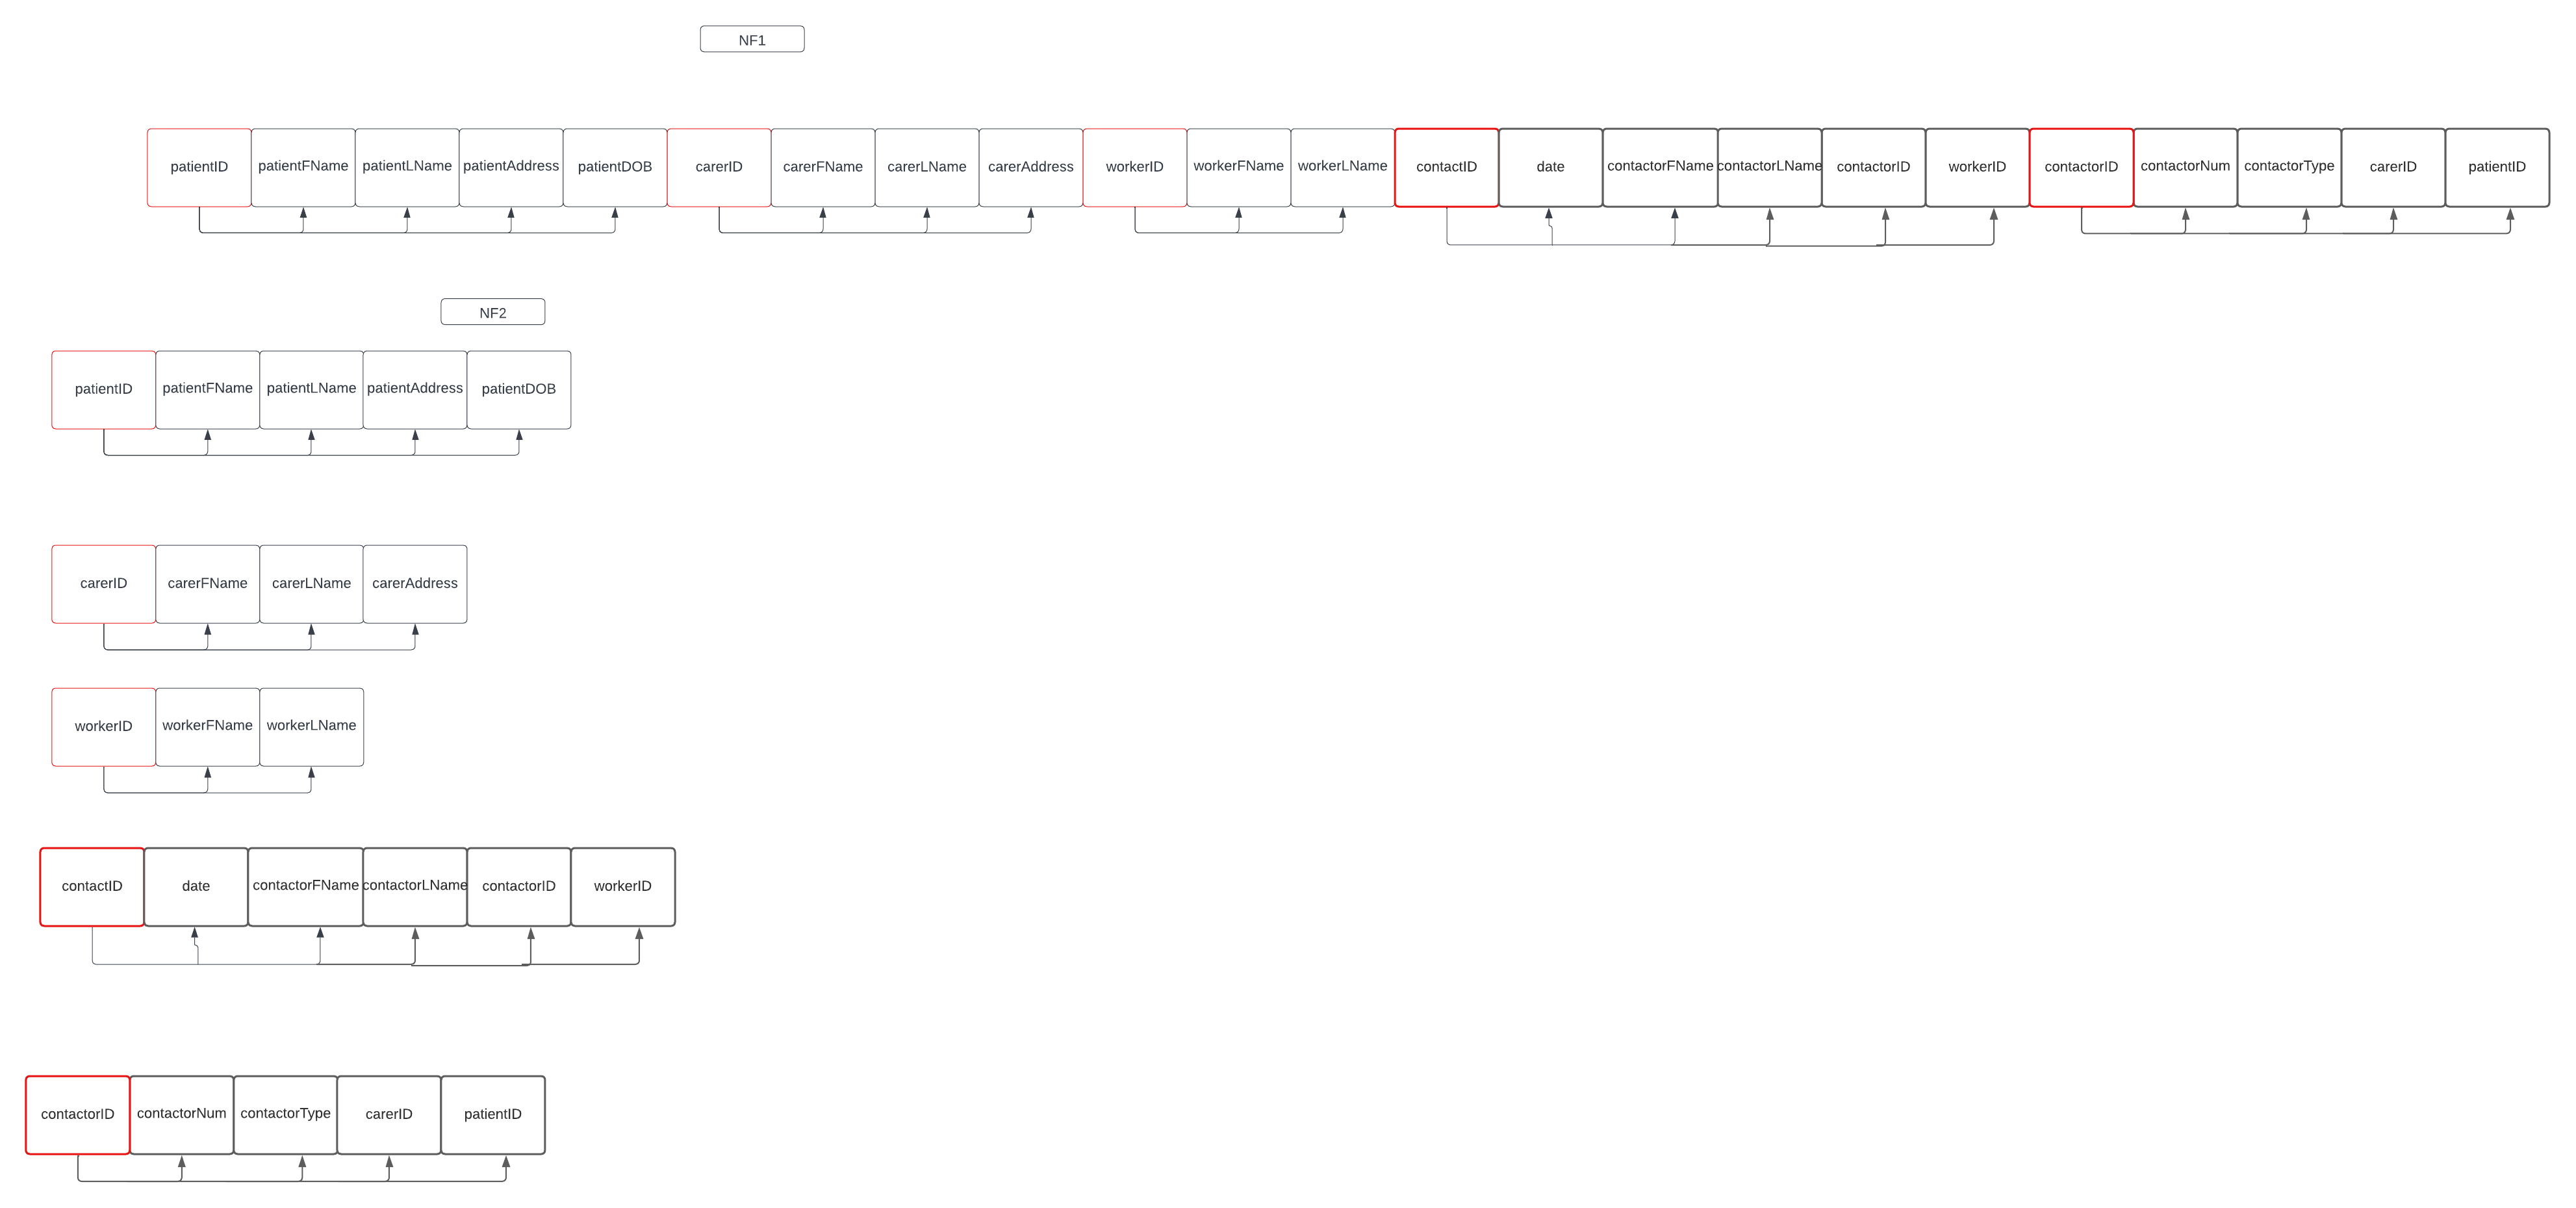 NF1
patientID patientFName patientLName patientAddress patientDOB carerID carerFName carerLName carerAddress workerID workerFName workerLName contactID date contactorFName contactorLName contactorID workerID contactorID contactorNum contactorType carerID patientID
NF2
patientID patientFName patientLName patientAddress patientDOB
carerID carerFName carerLName carerAddress
workerID workerFName workerLName
contactID date contactorFName contactorLName contactorID workerID
contactorID contactorNum contactorType carerID patientID